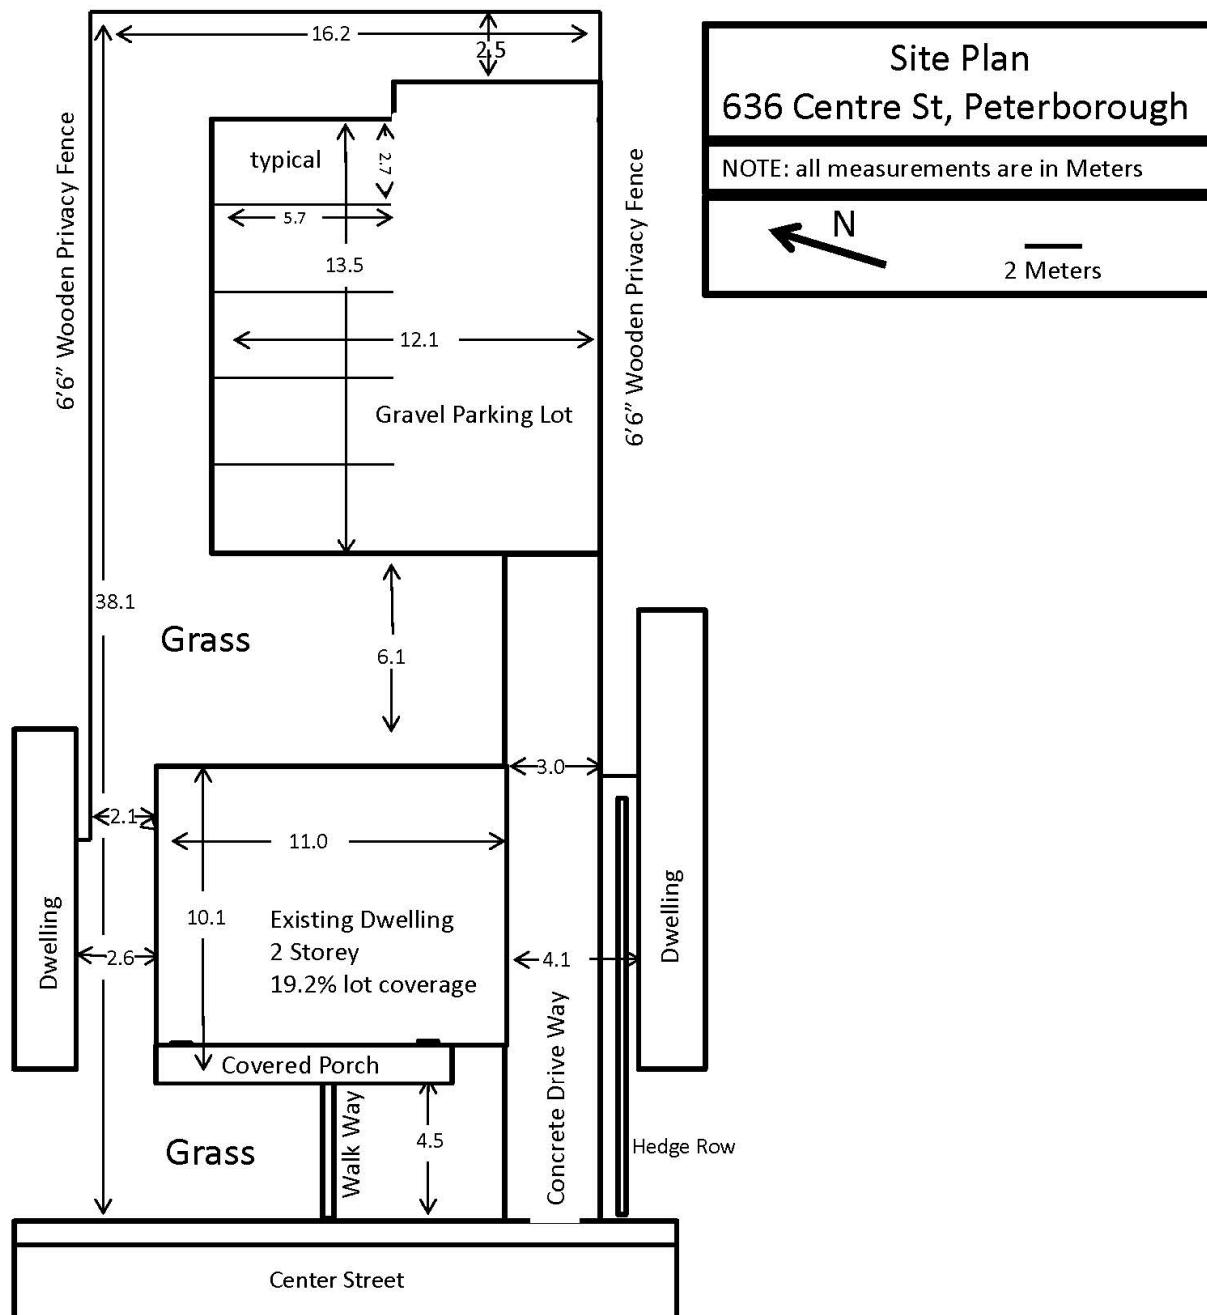 16.2
2.5
Site Plan
636 Centre St, Peterborough
NOTE: all measurements are in Meters
N
2 Meters
6'6" Wooden Privacy Fence
typical
2.7
5.7
13.5
12.1
Gravel Parking Lot
6'6" Wooden Privacy Fence
38.1
Grass
6.1
3.0
2.1
11.0
10.1
Existing Dwelling
2 Storey
19.2% lot coverage
Dwelling
2.6
4.1
Dwelling
Covered Porch
Concrete Drive Way
Grass
Walk Way
4.5
Hedge Row
Center Street